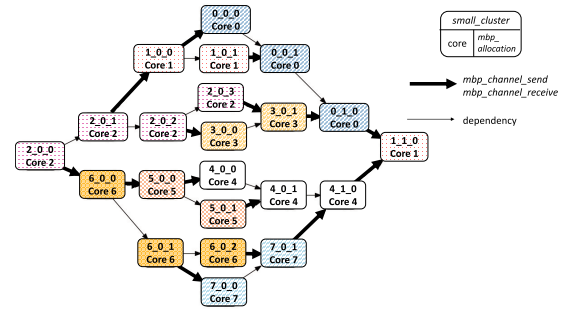 0_0_0
Core 0
small_cluster
core
mbp_
allocation
1_0_0
Core 1
1_0_1
Core 1
0_0_1
Core 0
mbp_channel_send
mbp_channel_receive
2_0_3
Core 2
dependency
2_0_1
Core 2
2_0_2
Core 2
3_0_0
Core 3
3_0_1
Core 3
0_1_0
Core 0
2_0_0
Core 2
1_1_0
Core 1
6_0_0
Core 6
5_0_0
Core 5
4_0_0
Core 4
4_0_1
Core 4
4_1_0
Core 4
5_0_1
Core 5
6_0_1
Core 6
6_0_2
Core 6
7_0_1
Core 7
7_0_0
Core 7